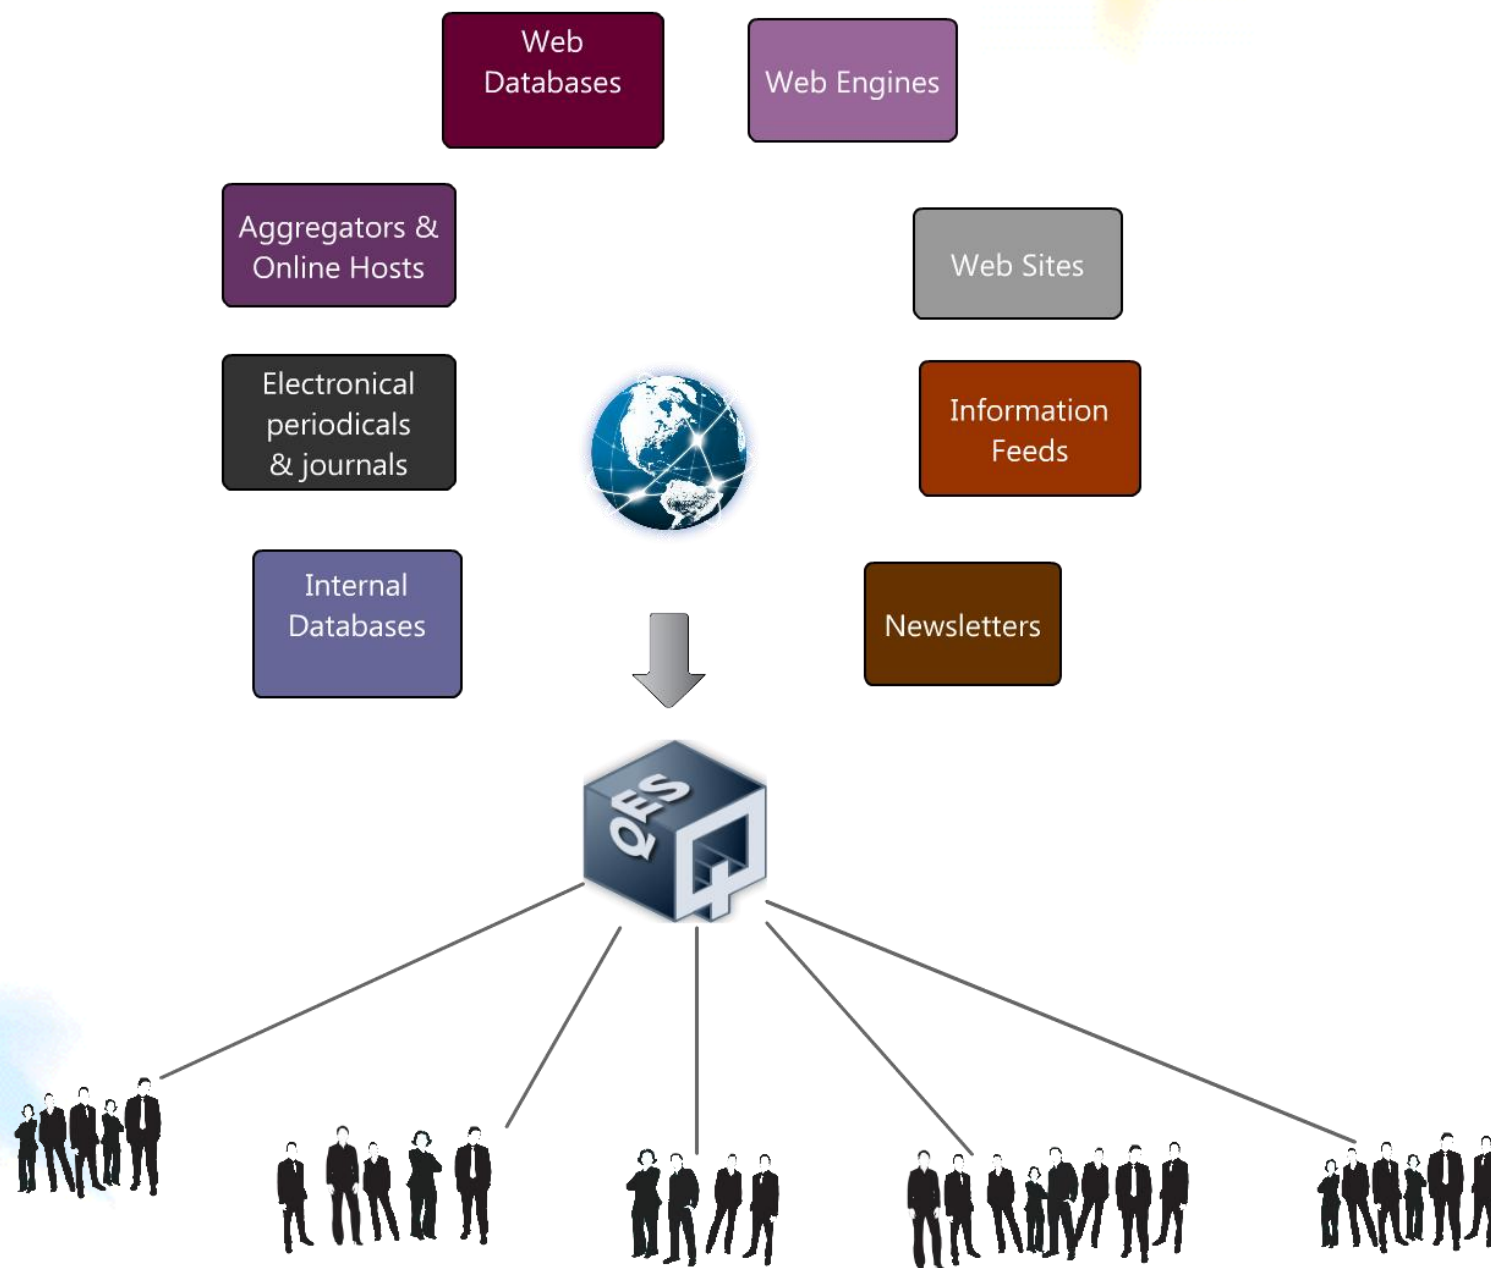 Web
Databases
Web Engines
Aggregators &
Online Hosts
Web Sites
Electronical
periodicals
& journals
Information
Feeds
Internal
Databases
Newsletters
QFS